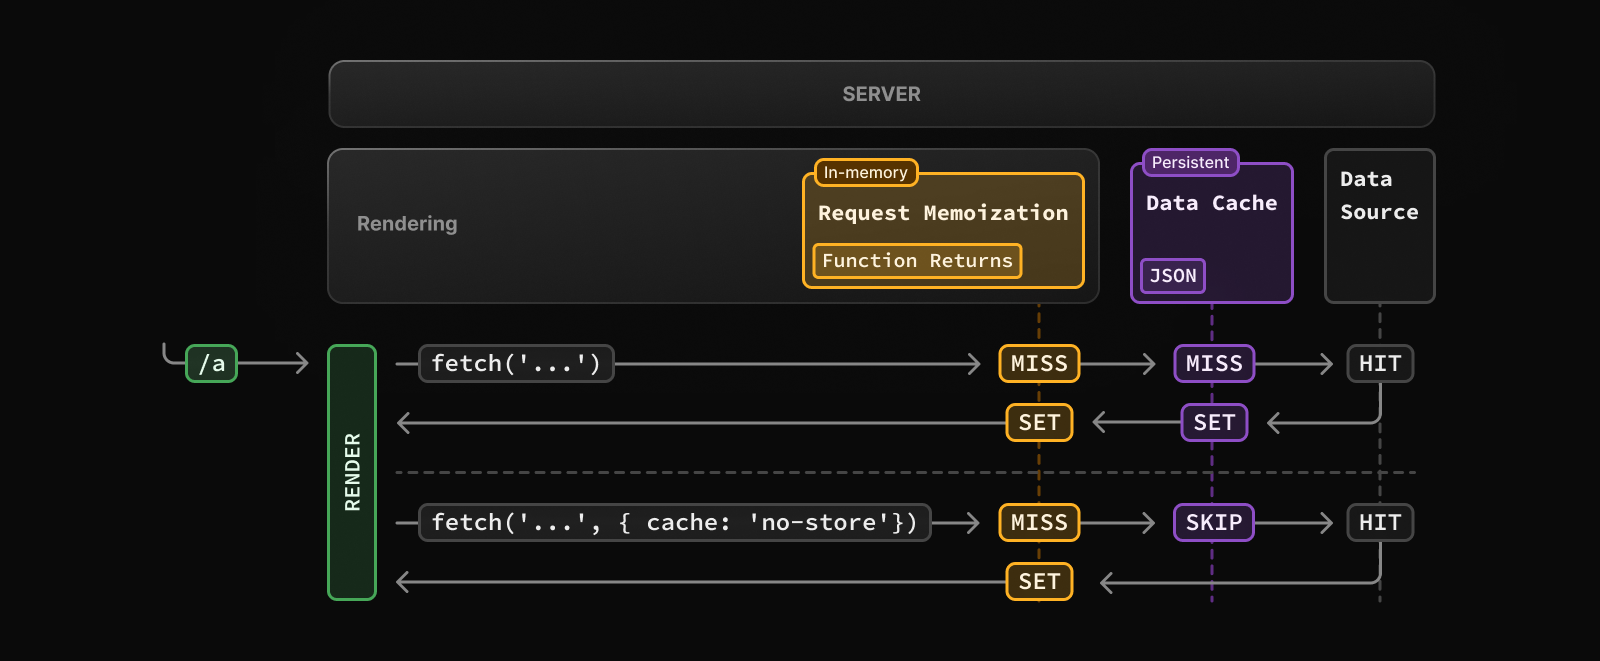 SERVER
Rendering
In-memory
Request Memoization
Function Returns
Persistent
Data Cache
JSON
Data
Source
/a
RENDER
fetch('...')
MISS
MISS
HIT
SET
SET
fetch('...', { cache: 'no-store'})
MISS
SKIP
HIT
SET